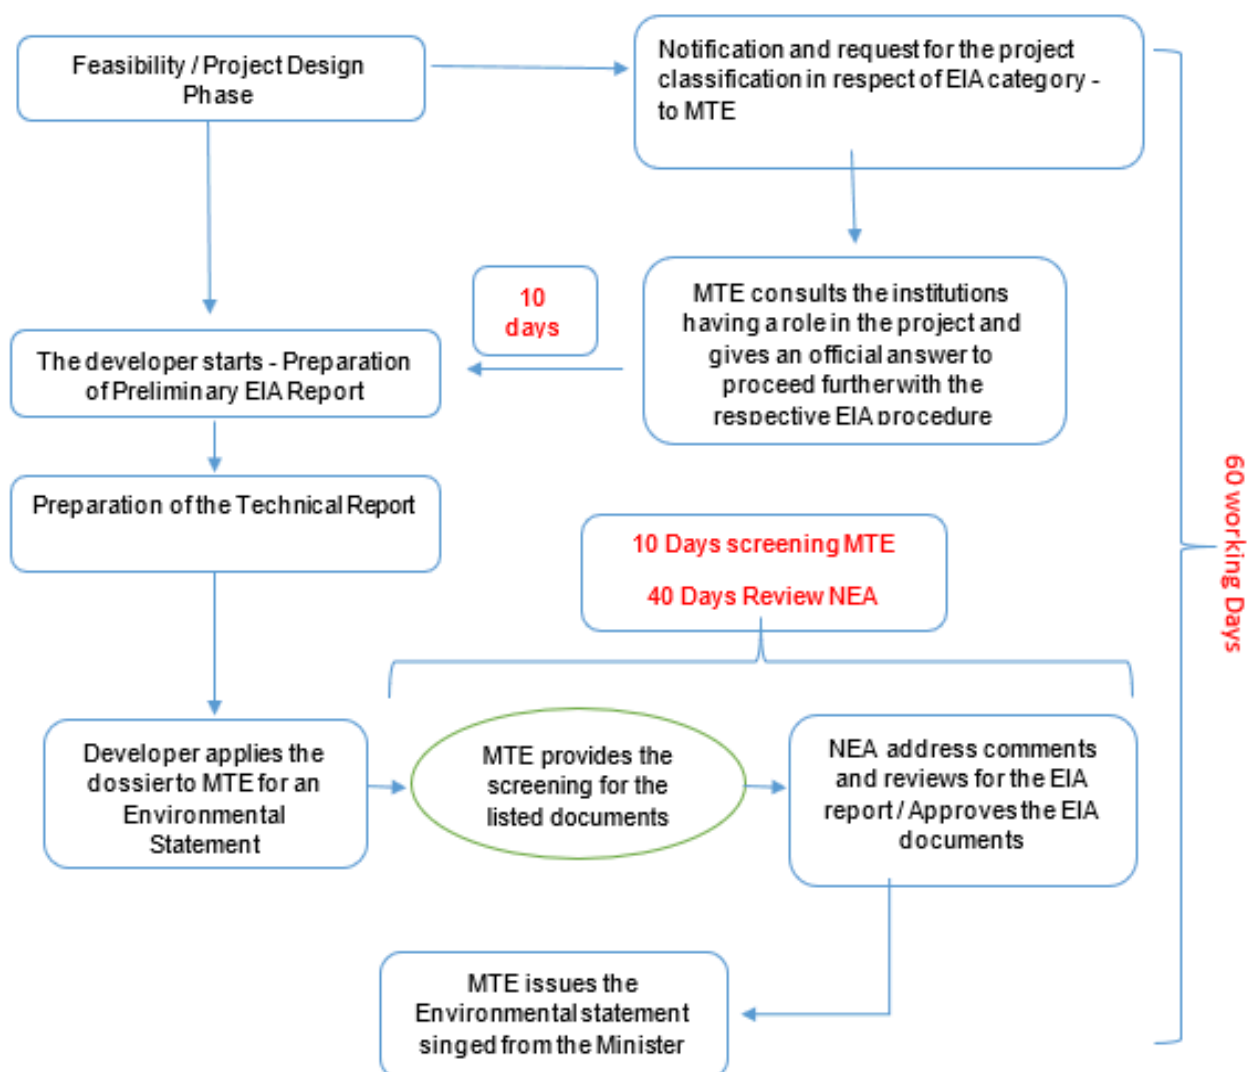 Feasibility / Project Design
Phase
Notification and request for the project
classification in respect of EIA category -
to MTE
10
days
MTE consults the institutions
having a role in the project and
gives an official answer to
proceed further with the
respective EIA procedure
The developer starts - Preparation
of Preliminary EIA Report
Preparation of the Technical Report
10 Days screening MTE
40 Days Review NEA
60 working Days
Developer applies the
dossier to MTE for an
Environmental
Statement
MTE provides the
screening for the
listed documents
NEA address comments
and reviews for the EIA
report / Approves the EIA
documents
MTE issues the
Environmental statement
singed from the Minister